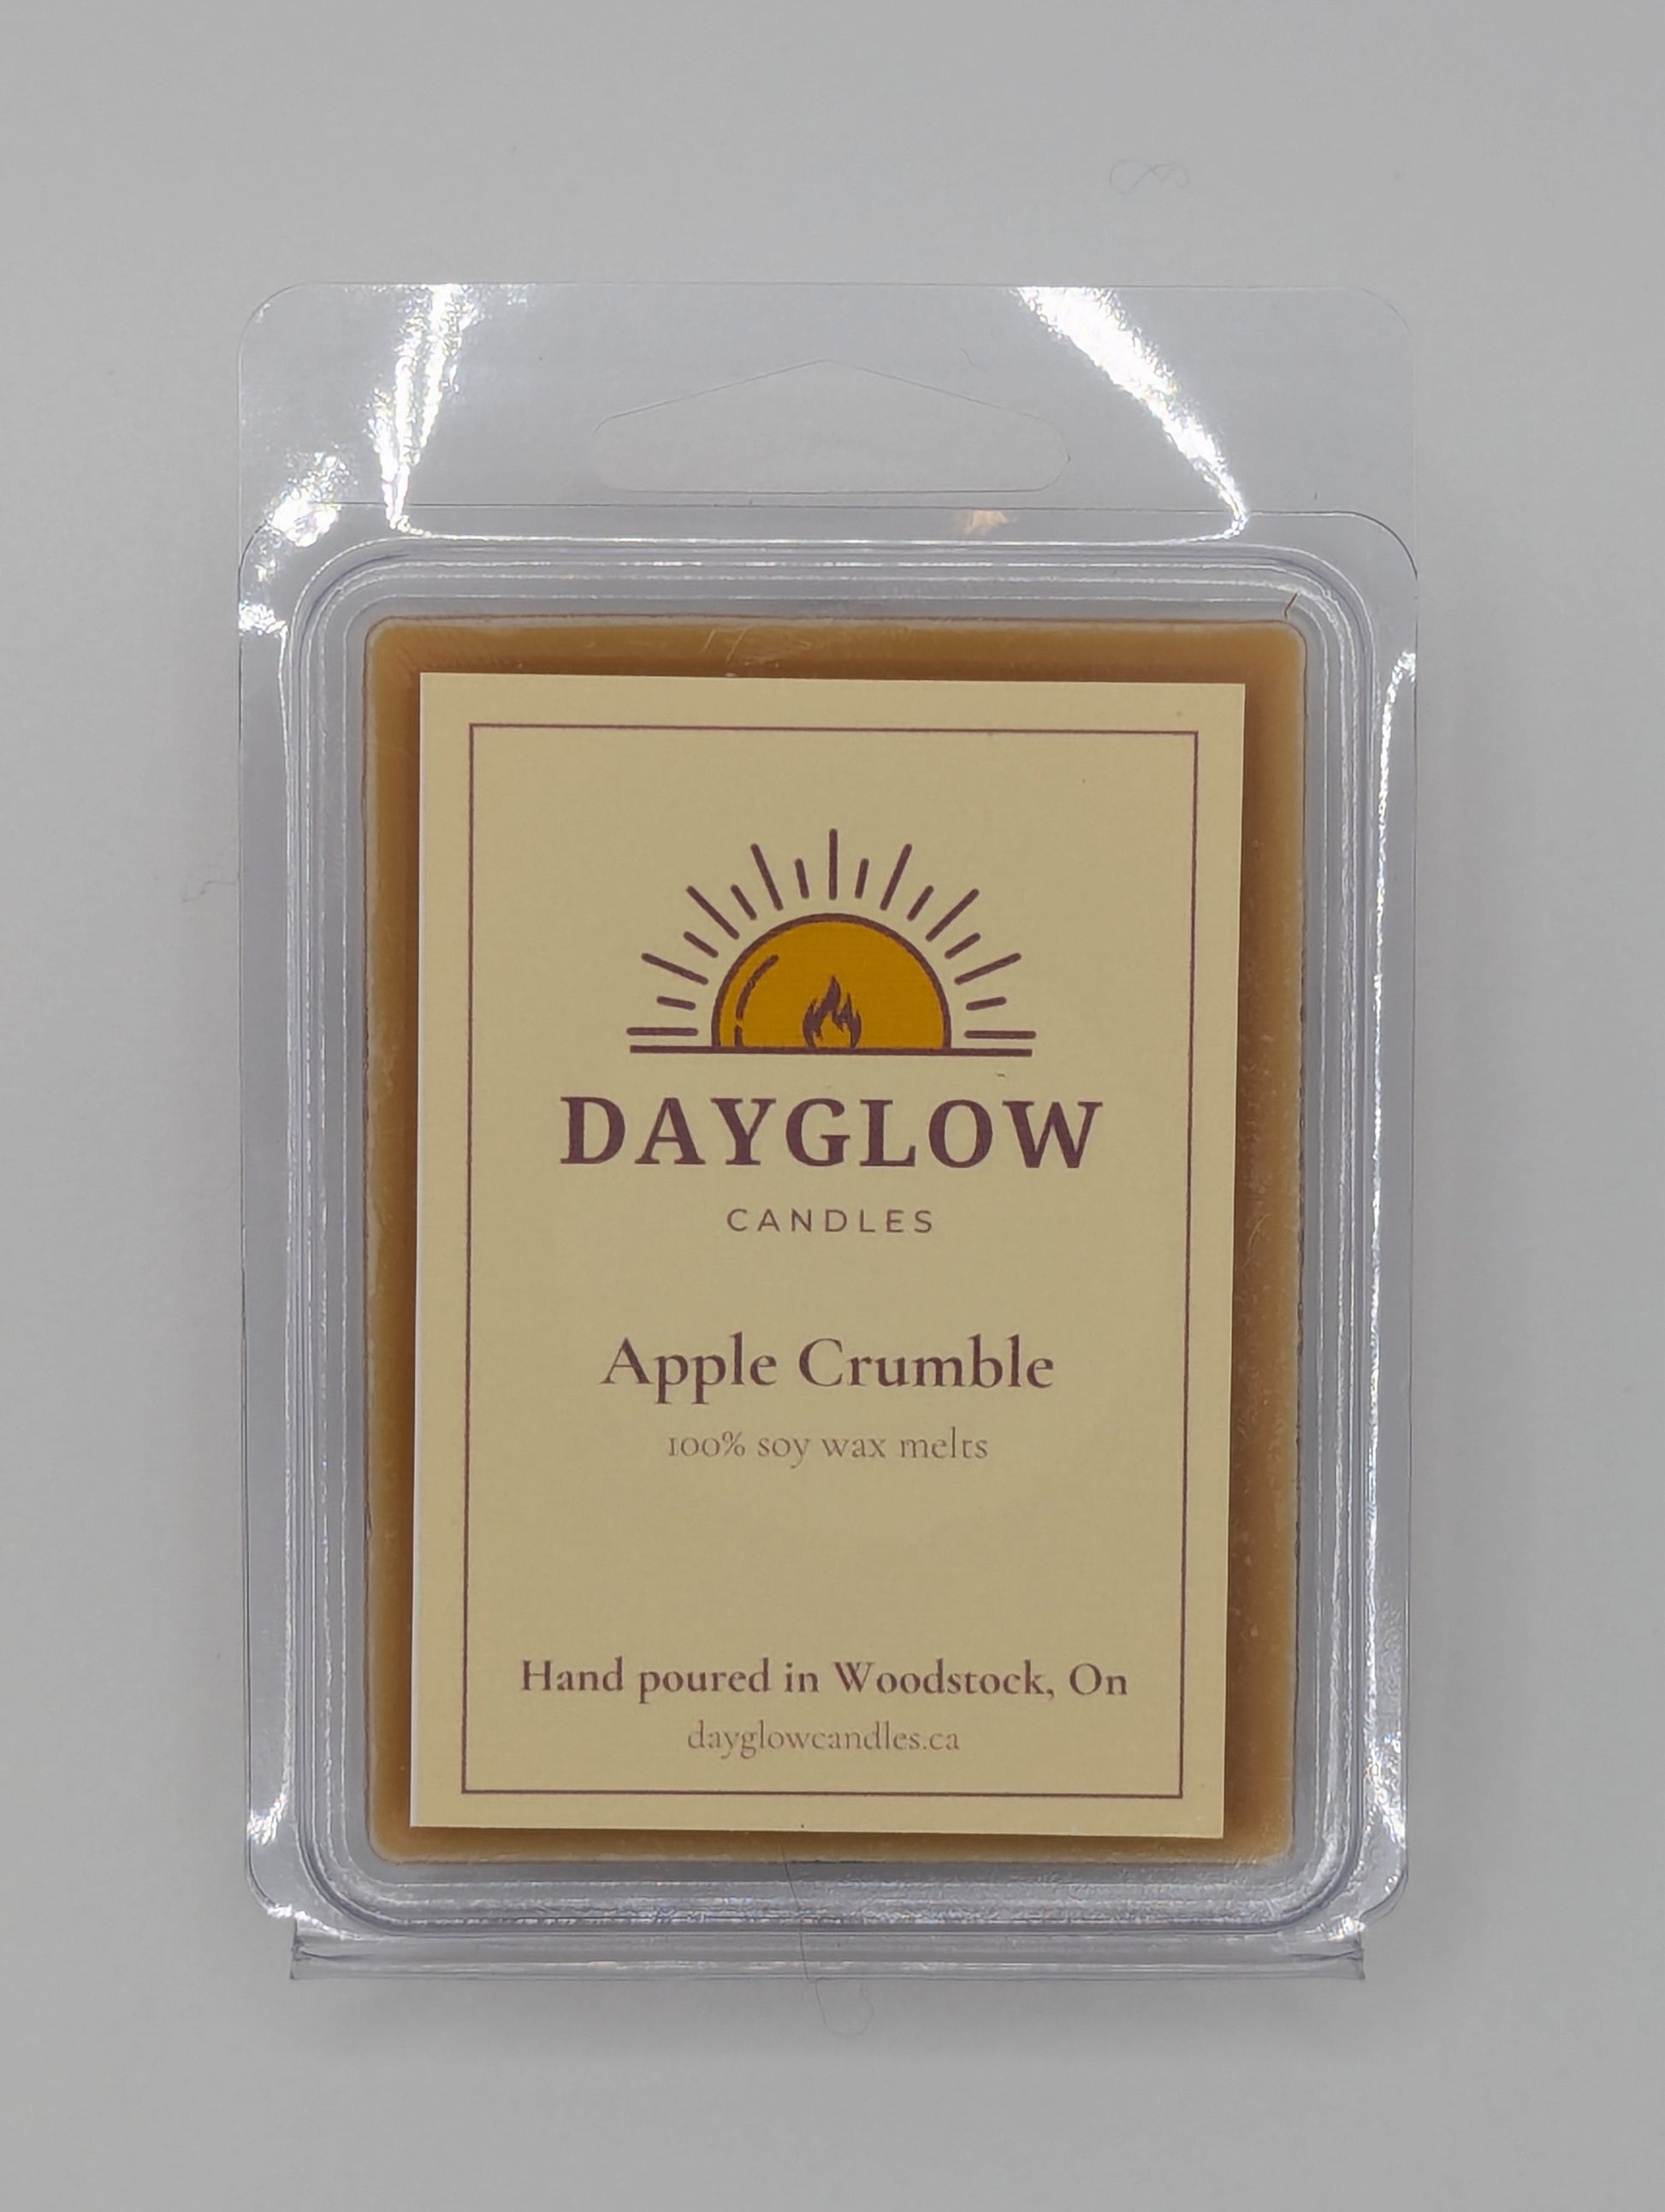 DAYGLOW
CANDLES
Apple Crumble
100% soy wax melts
Hand poured in Woodstock, On
dayglowcandles.ca